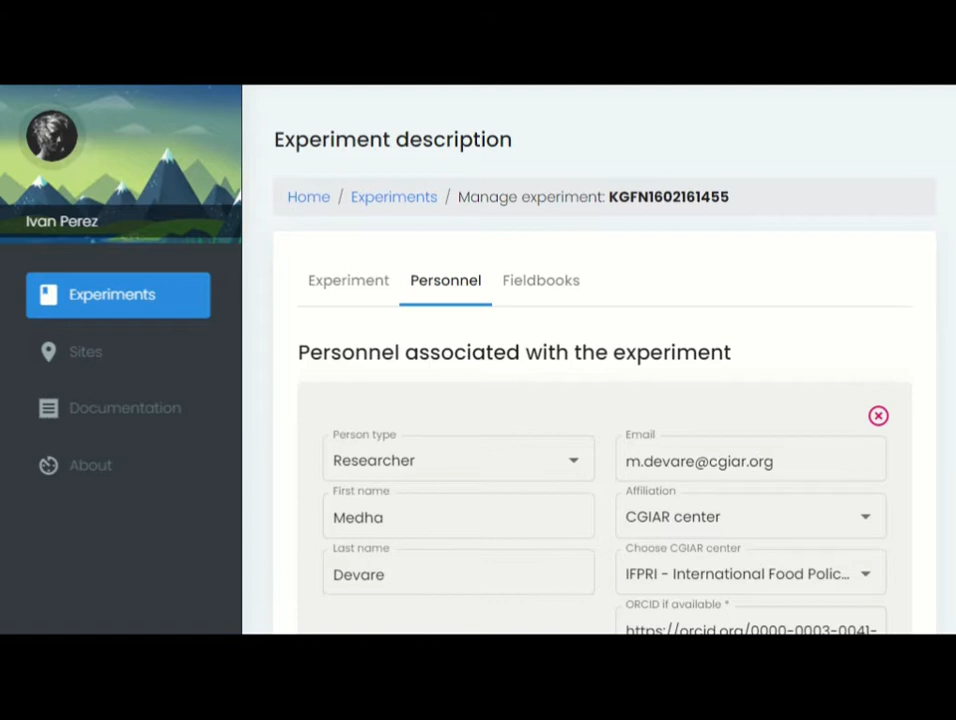 Ivan Perez
Experiments
Sites
Documentation
About
Experiment description
Home / Experiments / Manage experiment: KGFN1602161455
Experiment Personnel Fieldbooks
Personnel associated with the experiment
Person type
Researcher
Email
m.devare@cgiar.org
First name
Medha
Affiliation
CGIAR center
Last name
Devare
Choose CGIAR center
IFPRI - International Food Polic...
ORCID if available *
https://orcid.org/0000-0003-0041-